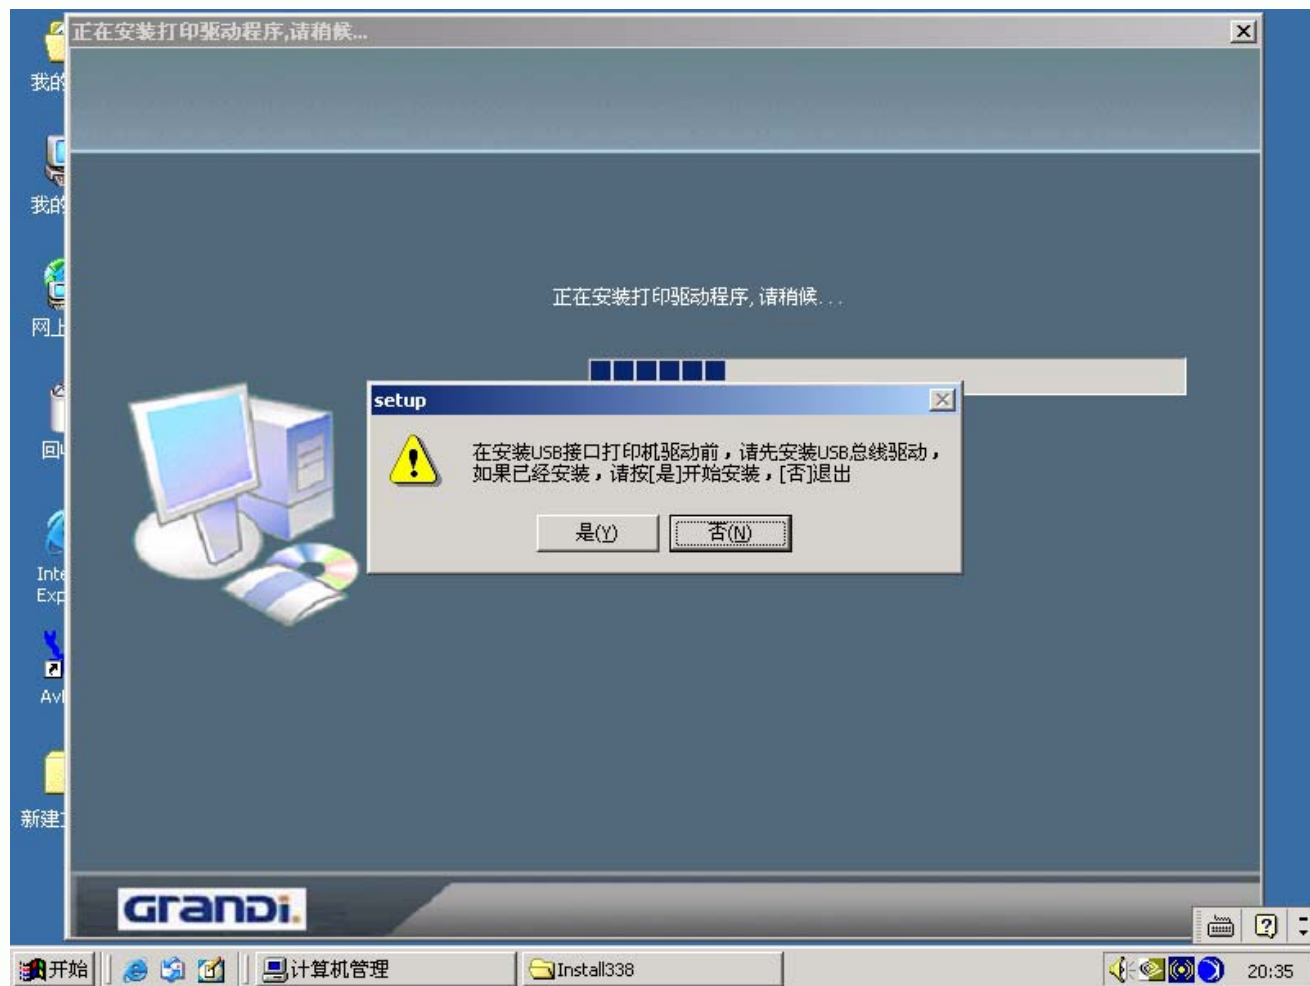 正在安装打印驱动程序,请稍候...
我的
我的
网上
回收
Inte
Exp
新建
正在安装打印驱动程序,请稍候...
setup
在安装USB接口打印机驱动前，请先安装USB总线驱动，
如果已经安装，请按[是]开始安装，[否]退出
是(Y)
否(N)
GranDi.
开始
计算机管理
Install338
20:35